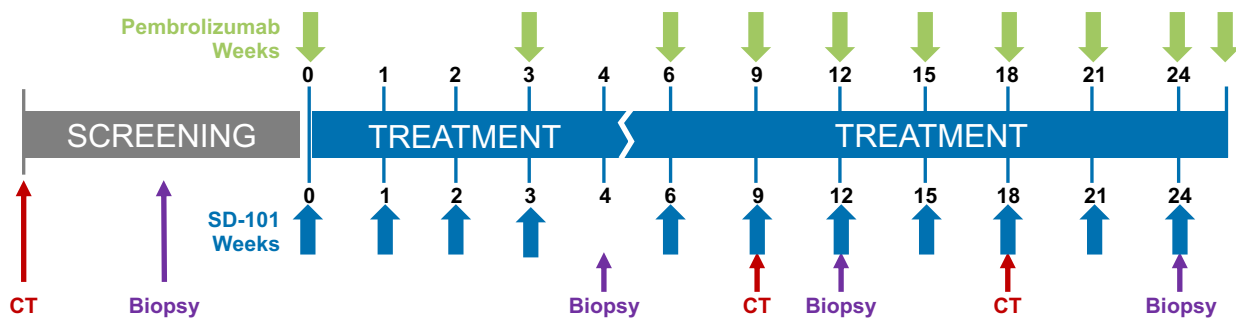 Pembrolizumab
Weeks
0 1 2 3 4 6 9 12 15 18 21 24
SCREENING TREATMENT TREATMENT
0 1 2 3 4 6 9 12 15 18 21 24
SD-101
Weeks
CT Biopsy Biopsy CT Biopsy CT Biopsy